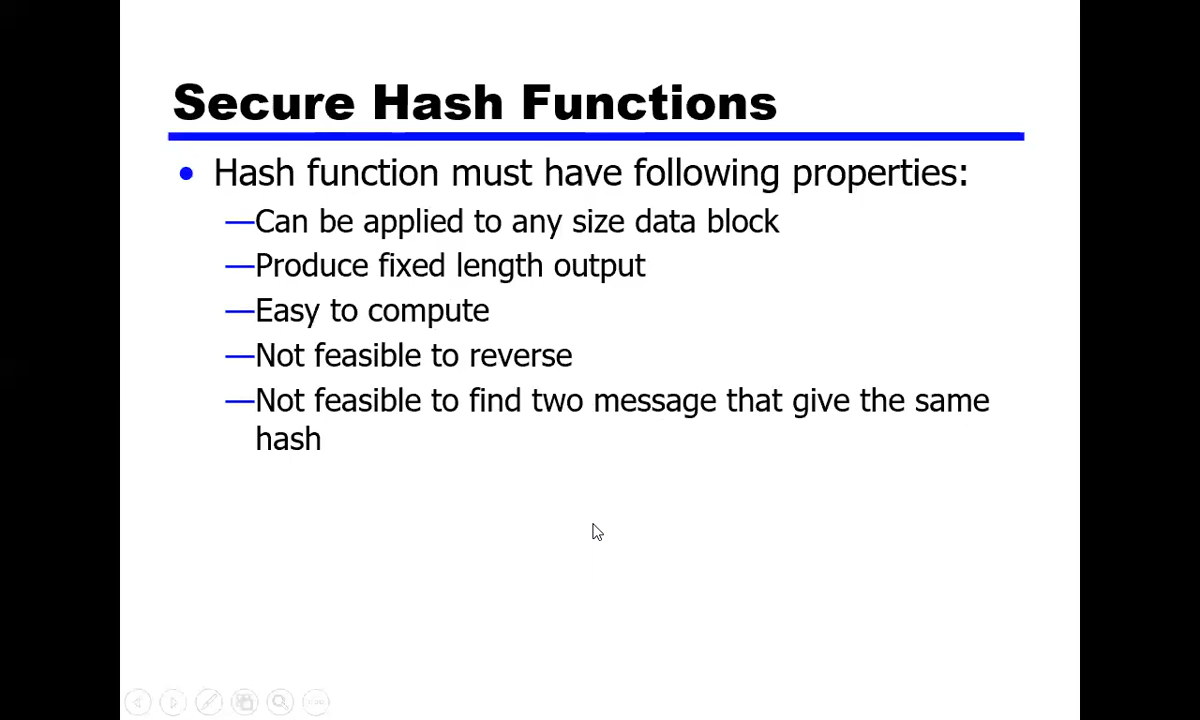 Secure Hash Functions
• Hash function must have following properties:
—Can be applied to any size data block
—Produce fixed length output
—Easy to compute
—Not feasible to reverse
—Not feasible to find two message that give the same
hash